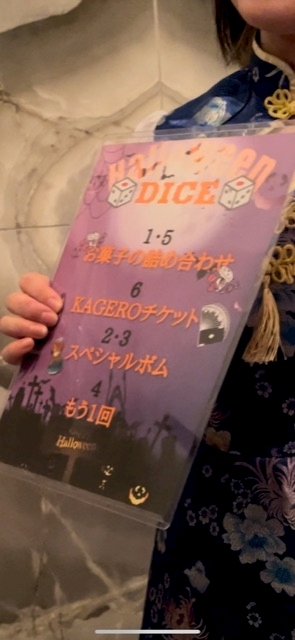 Halloween
DICE
1・5
お菓子の詰め合わせ
6
KAGEROチケット
2・3
スペシャルボム
4
もう1回
Halloween